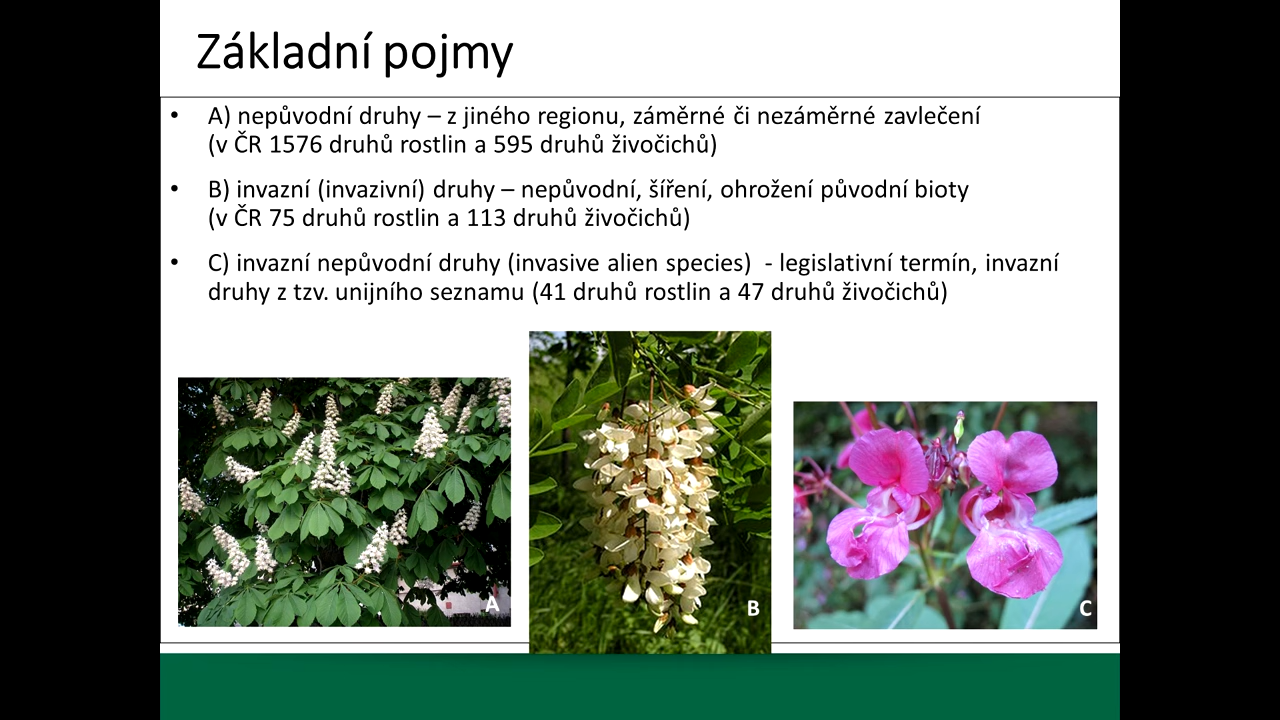 Základní pojmy
• A) nepůvodní druhy – z jiného regionu, záměrné či nezáměrné zavlečení
(v ČR 1576 druhů rostlin a 595 druhů živočichů)
• B) invazní (invazivní) druhy – nepůvodní, šíření, ohrožení původní bioty
(v ČR 75 druhů rostlin a 113 druhů živočichů)
• C) invazní nepůvodní druhy (invasive alien species)  - legislativní termín, invazní
druhy z tzv. unijního seznamu (41 druhů rostlin a 47 druhů živočichů)
A
B
C